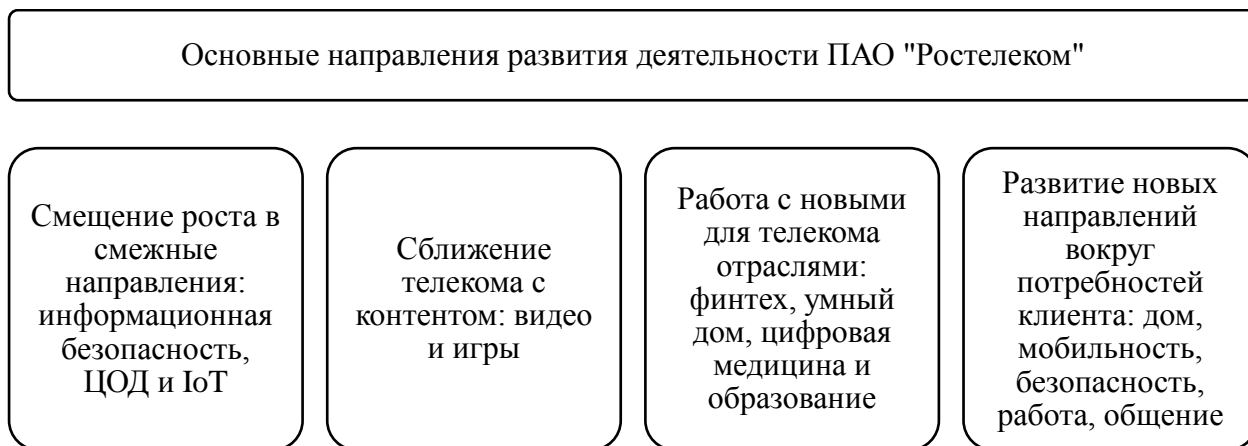 Основные направления развития деятельности ПАО "Ростелеком"
Смещение роста в
смежные
направления:
информационная
безопасность,
ЦОД и IoT
Сближение
телекома с
контентом: видео
и игры
Работа с новыми
для телекома
отраслями:
финтех, умный
дом, цифровая
медицина и
образование
Развитие новых
направлений
вокруг
потребностей
клиента: дом,
мобильность,
безопасность,
работа, общение